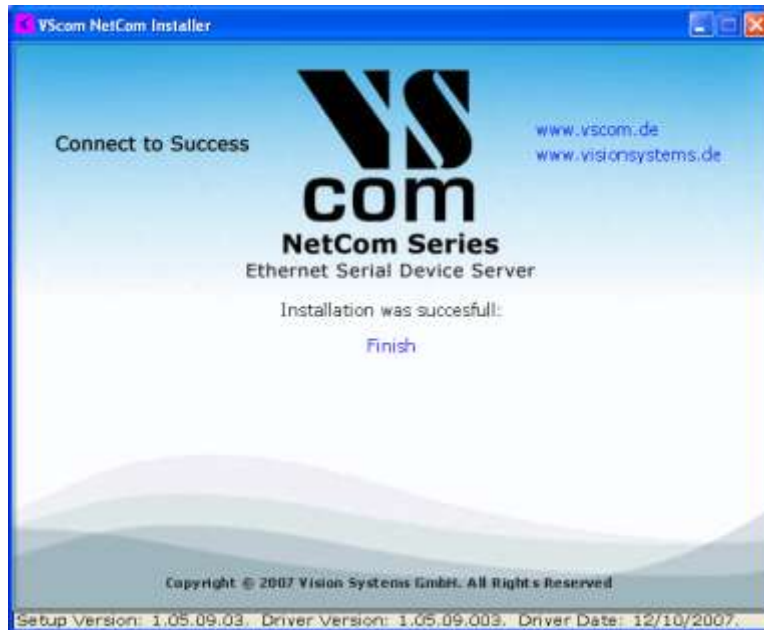 VScom NetCom Installer
VS
com
Connect to Success
www.vscom.de
www.visionsystems.de
NetCom Series
Ethernet Serial Device Server
Installation was succesfull:
Finish
Copyright © 2007 Vision Systems GmbH. All Rights Reserved
Setup Version: 1.05.09.03. Driver Version: 1.05.09.003. Driver Date: 12/10/2007.